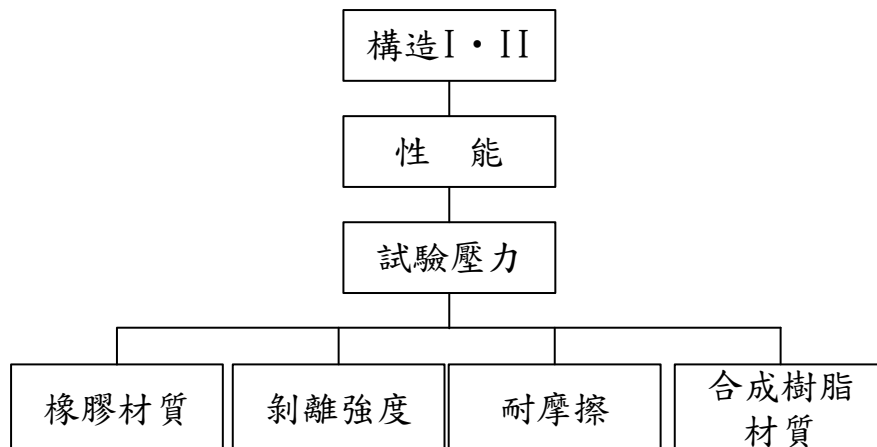 構造I・II
性　能
試驗壓力
橡膠材質
剝離強度
耐摩擦
合成樹脂
材質